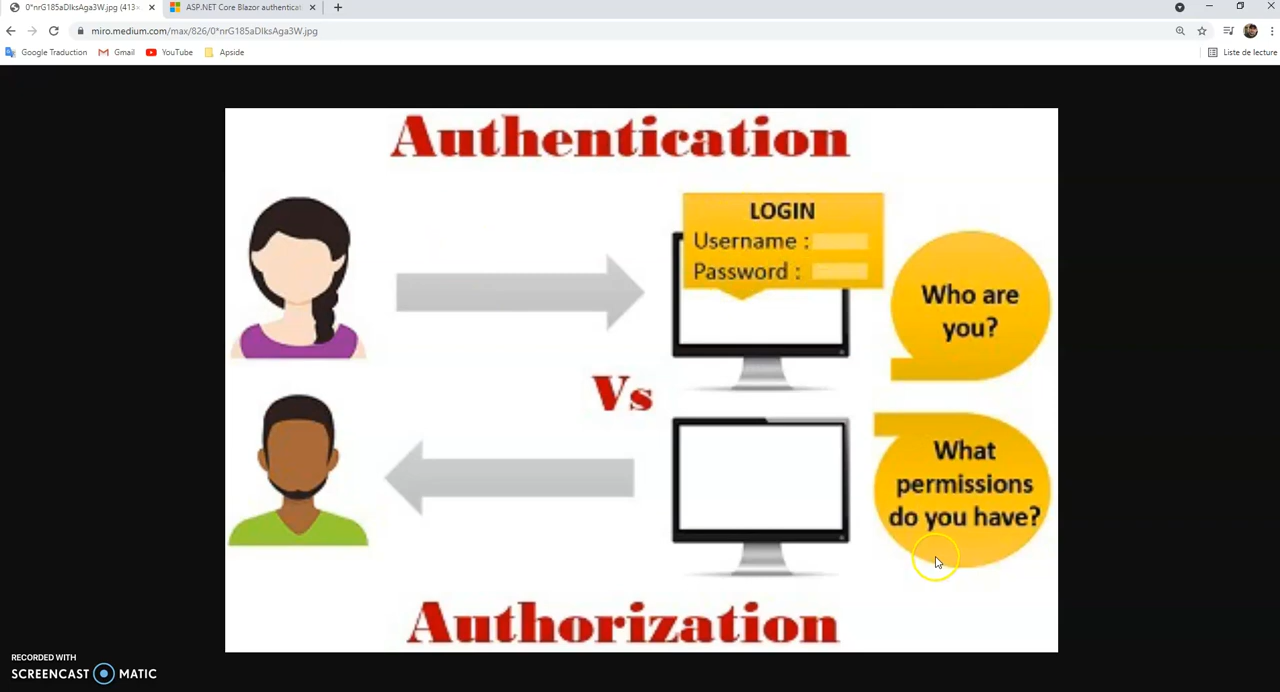 0*nrG185aDIksAga3W.jpg (413×
ASP.NET Core Blazor authenticat
miro.medium.com/max/826/0*nrG185aDIksAga3W.jpg
Google Traduction
Gmail
YouTube
Apside
Liste de lecture
Authentication
LOGIN
Username :
Password :
Who are
you?
Vs
What
permissions
do you have?
Authorization
RECORDED WITH
SCREENCAST MATIC